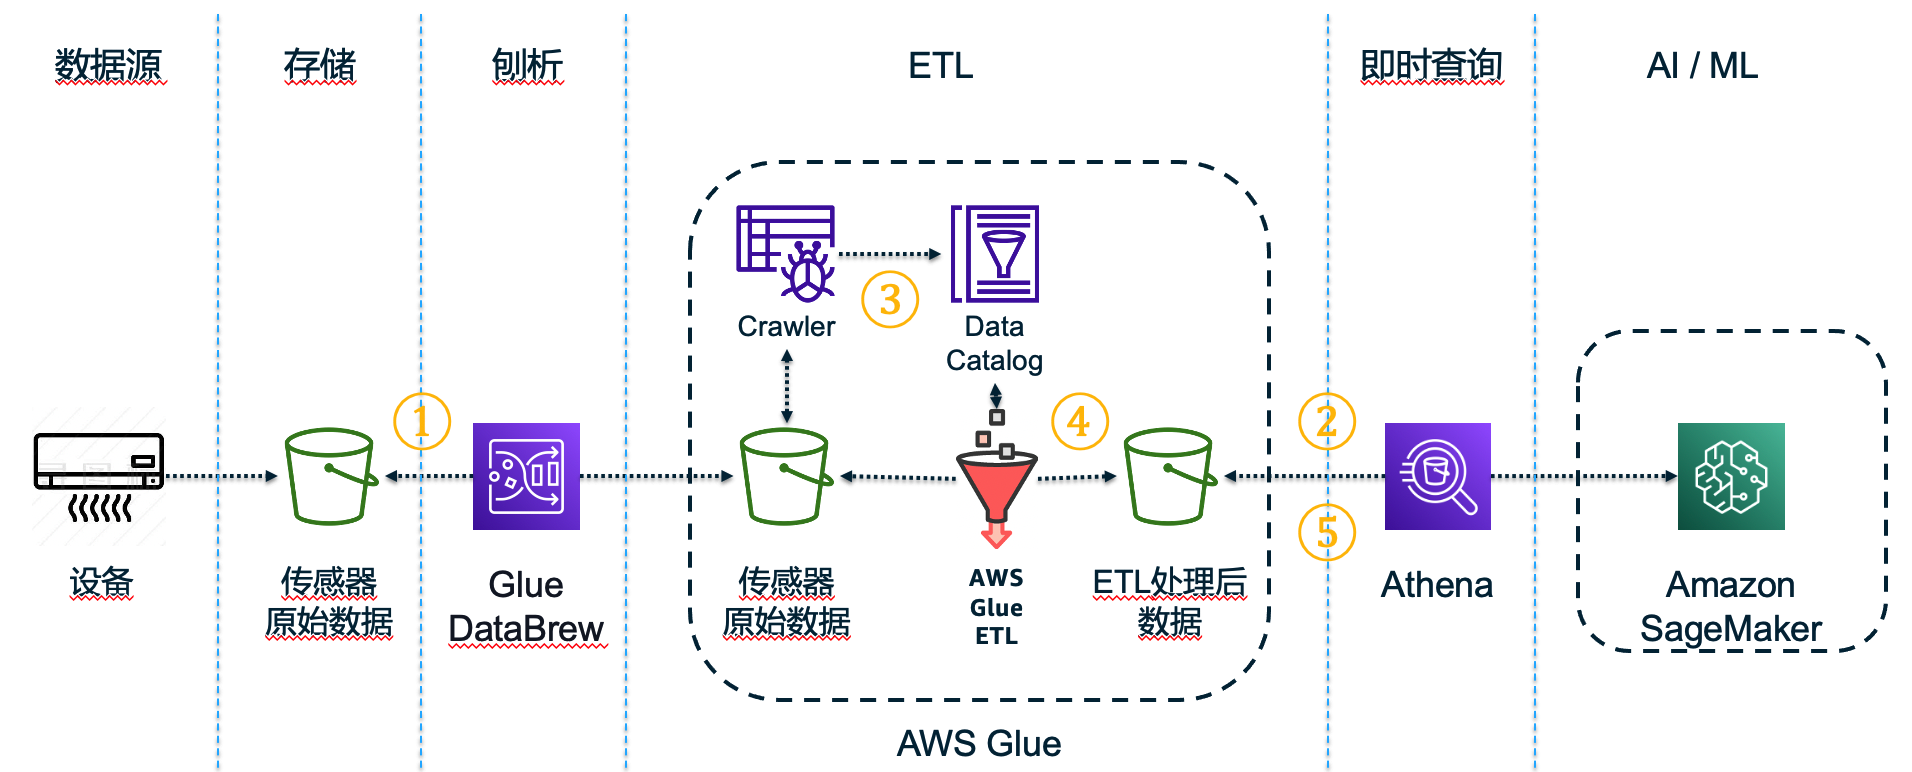 数据源
存储
刨析
ETL
即时查询
AI / ML
Crawler
③
Data
Catalog
①
④
②
⑤
设备
传感器
原始数据
Glue
DataBrew
传感器
原始数据
AWS
Glue
ETL
ETL处理后
数据
Athena
Amazon
SageMaker
AWS Glue